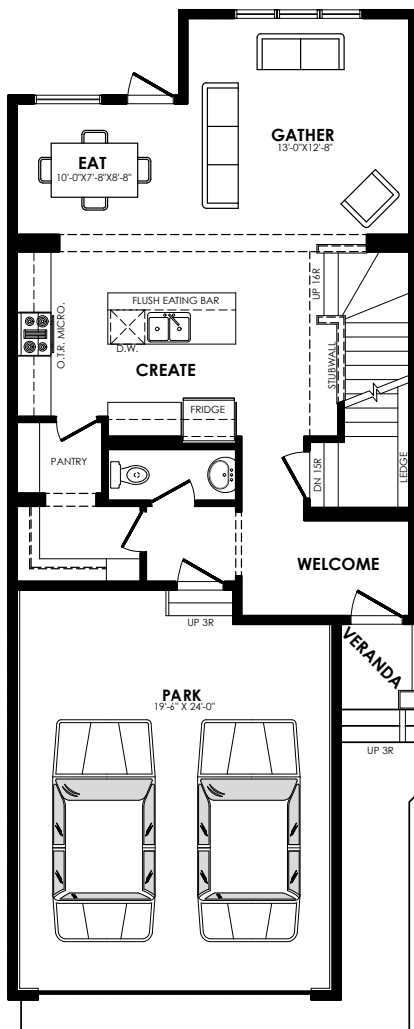 GATHER
13'-0"X12'-8"
EAT
10'-0"X7'-8"X8'-8"
UP 16R
FLUSH EATING BAR
O.T.R. MICRO.
D.W.
CREATE
STUBWALL
FRIDGE
PANTRY
DN 15R
LEDGE
WELCOME
UP 3R
VERANDA
PARK
19'-6" X 24'-0"
UP 3R